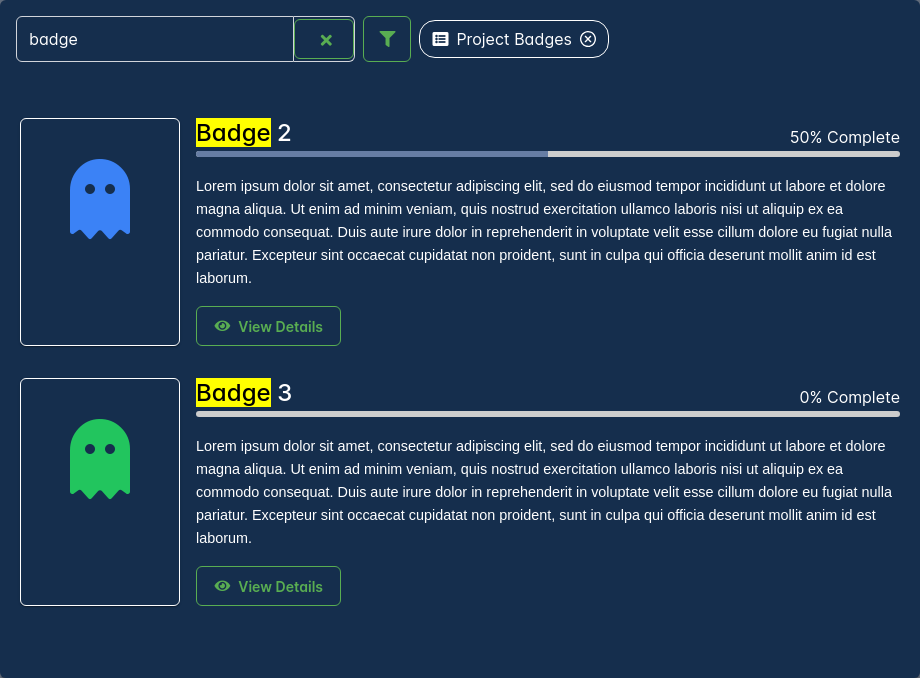 badge
Project Badges
Badge 2
50% Complete
Lorem ipsum dolor sit amet, consectetur adipiscing elit, sed do eiusmod tempor incididunt ut labore et dolore
magna aliqua. Ut enim ad minim veniam, quis nostrud exercitation ullamco laboris nisi ut aliquip ex ea
commodo consequat. Duis aute irure dolor in reprehenderit in voluptate velit esse cillum dolore eu fugiat nulla
pariatur. Excepteur sint occaecat cupidatat non proident, sunt in culpa qui officia deserunt mollit anim id est
laborum.
View Details
Badge 3
0% Complete
Lorem ipsum dolor sit amet, consectetur adipiscing elit, sed do eiusmod tempor incididunt ut labore et dolore
magna aliqua. Ut enim ad minim veniam, quis nostrud exercitation ullamco laboris nisi ut aliquip ex ea
commodo consequat. Duis aute irure dolor in reprehenderit in voluptate velit esse cillum dolore eu fugiat nulla
pariatur. Excepteur sint occaecat cupidatat non proident, sunt in culpa qui officia deserunt mollit anim id est
laborum.
View Details